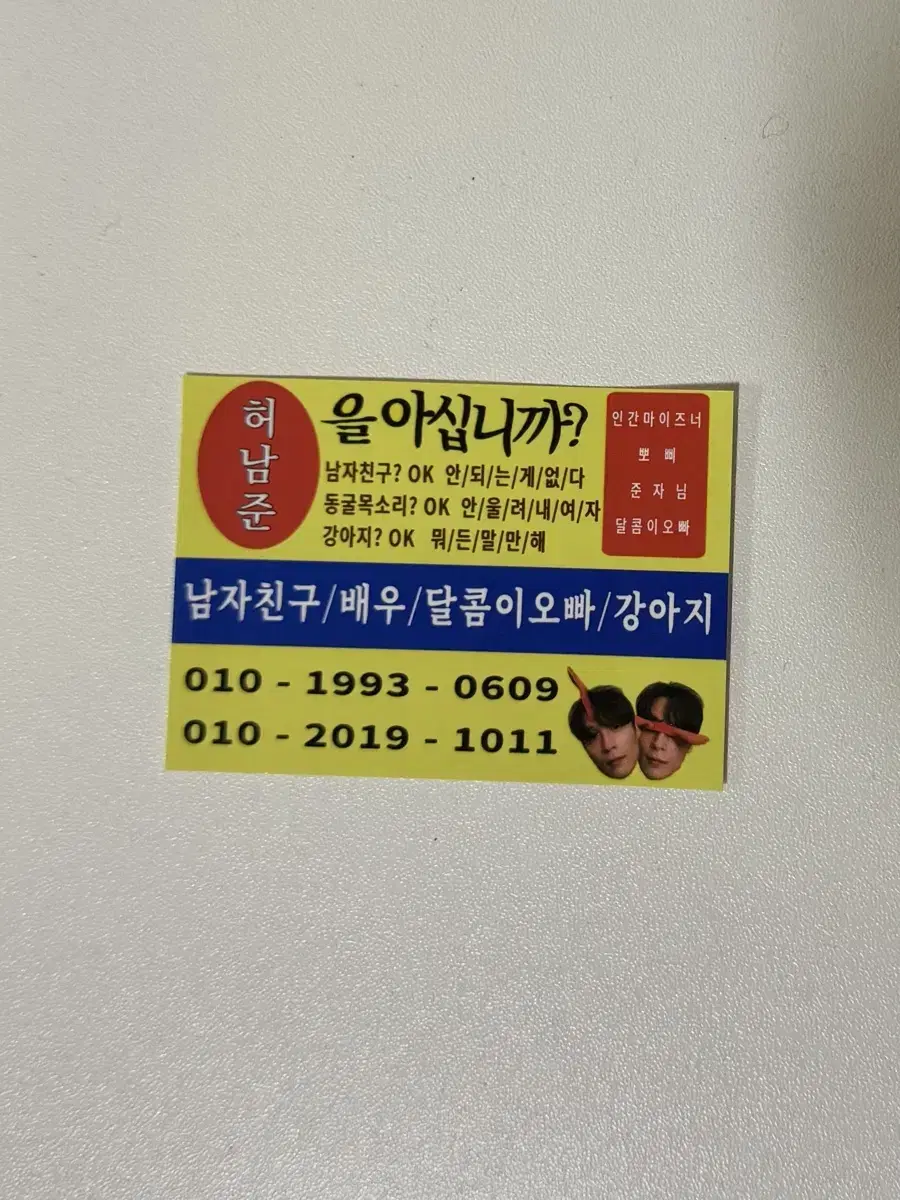 허남준
을 아십니까?
남자친구? OK 안/되/는/게/없/다
동굴목소리? OK 안/울/려/내/여/자
강아지? OK 뭐/든/말/만/해
인간마이즈너
뽀삐
준자님
달콤이오빠
남자친구/배우/달콤이오빠/강아지
010 - 1993 - 0609
010 - 2019 - 1011